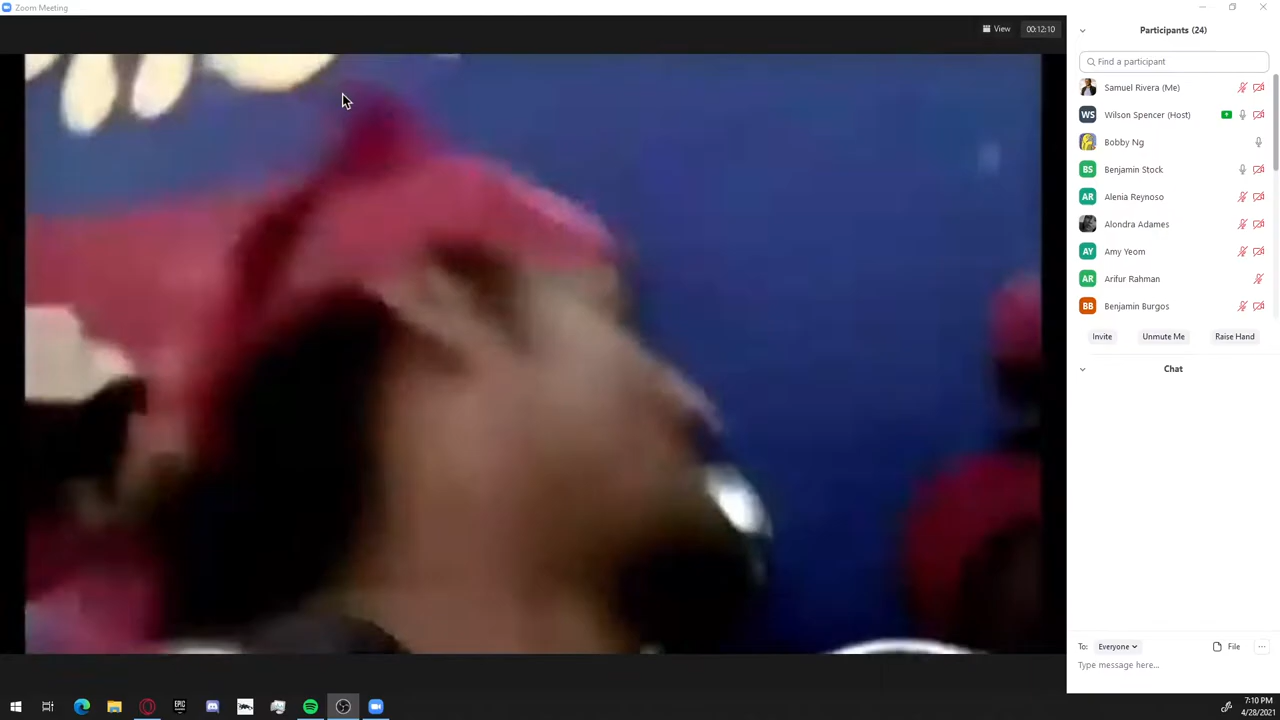 Zoom Meeting
View 00:12:10
Participants (24)
Find a participant
Samuel Rivera (Me)
WS Wilson Spencer (Host)
Bobby Ng
BS Benjamin Stock
AR Alenia Reynoso
Alondra Adames
AY Amy Yeom
AR Arifur Rahman
BB Benjamin Burgos
Invite Unmute Me Raise Hand
Chat
To: Everyone File ...
Type message here...
EPIC
7:10 PM
4/28/2021